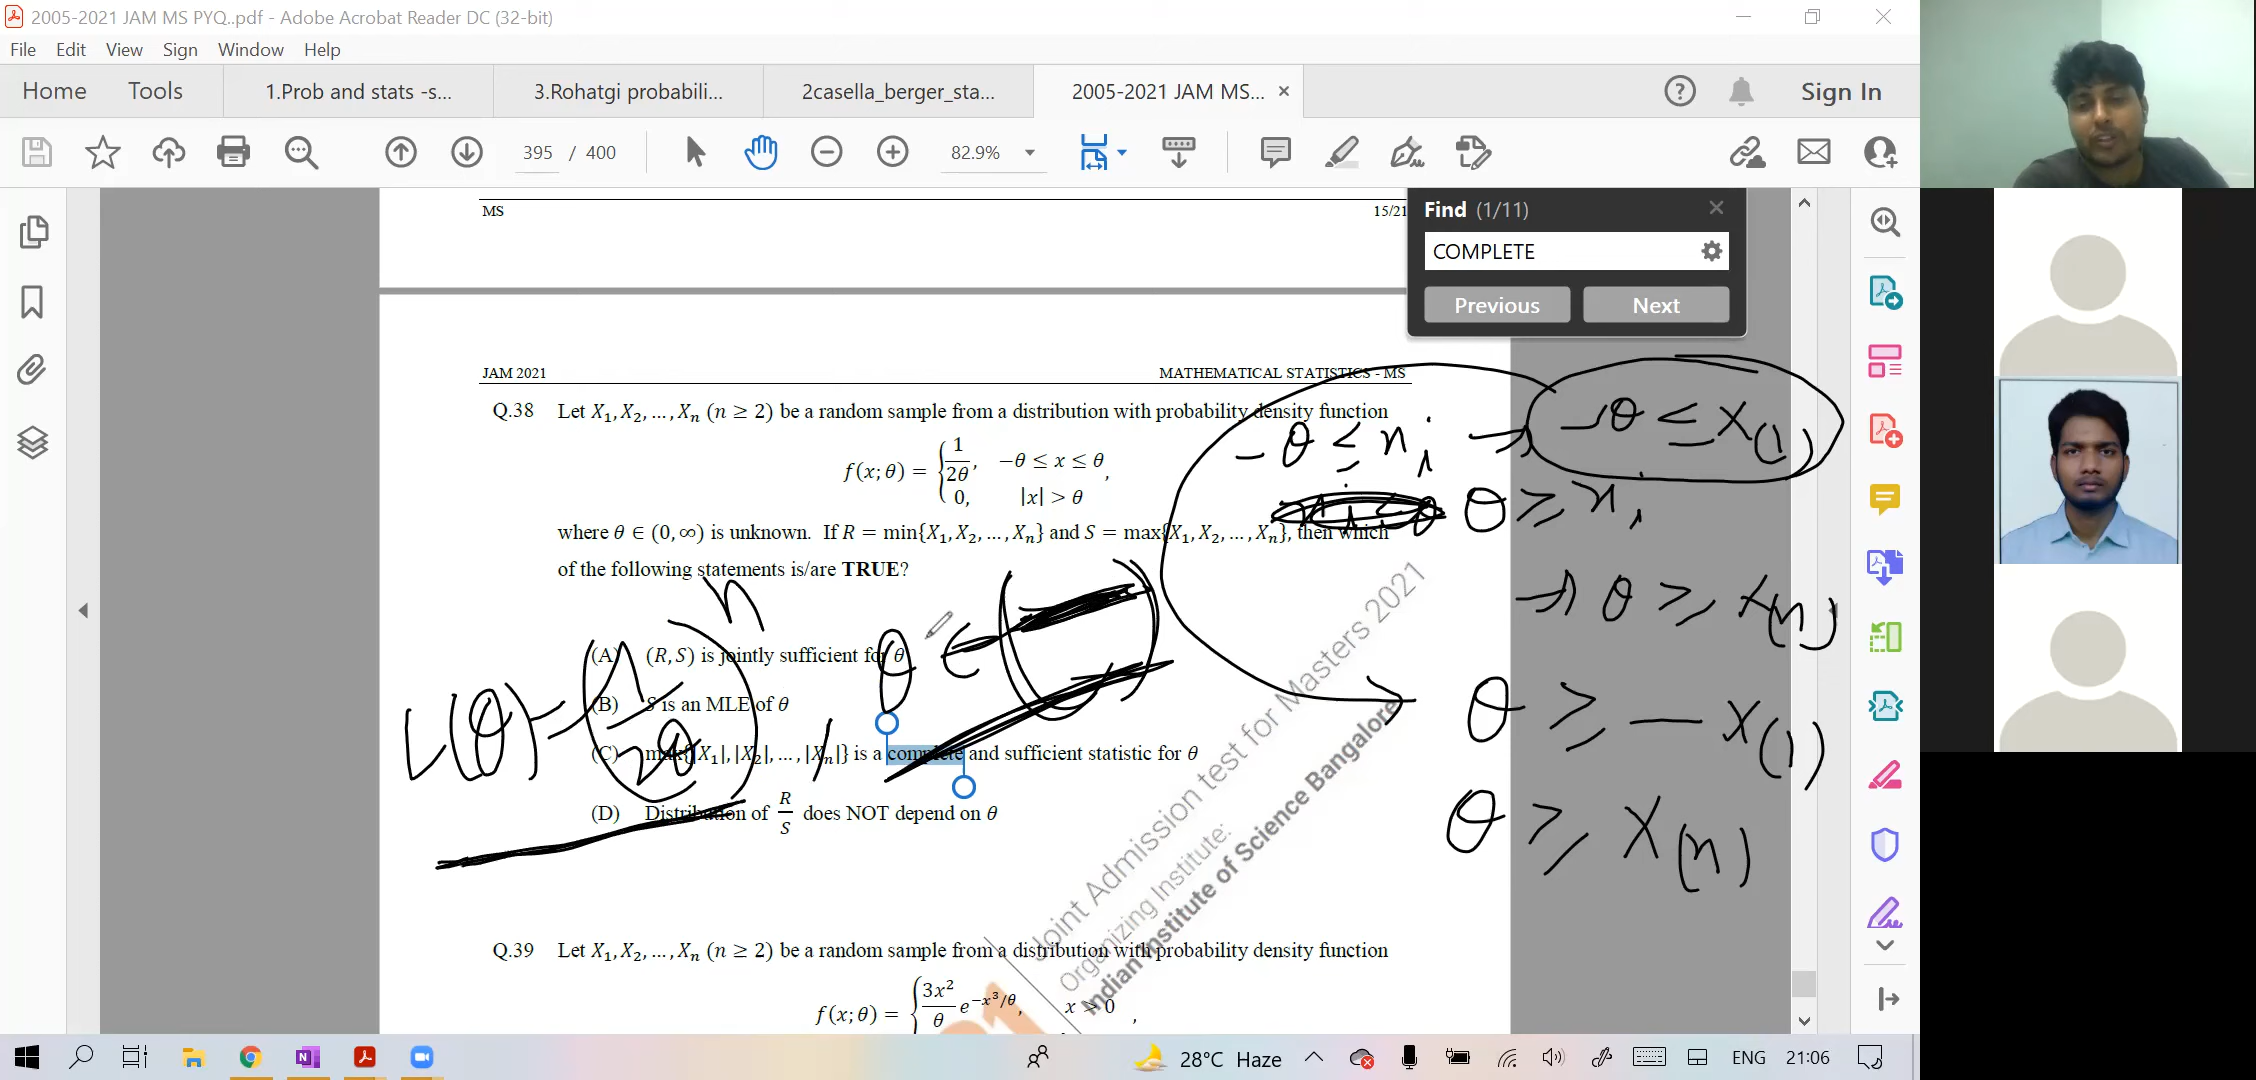 2005-2021 JAM MS PYQ..pdf - Adobe Acrobat Reader DC (32-bit)
File Edit View Sign Window Help
Home Tools 1.Prob and stats -s... 3.Rohatgi probabili... 2casella_berger_sta... 2005-2021 JAM MS... × Sign In
395 / 400 82.9%
MS 15/21
Find (1/11)
COMPLETE
Previous Next
JAM 2021 MATHEMATICAL STATISTICS - MS
Q.38 Let X₁, X₂, …, Xₙ (n ≥ 2) be a random sample from a distribution with probability density function
f(x; θ) = { 1/2θ, −θ ≤ x ≤ θ,
0, |x| > θ
where θ ∈ (0, ∞) is unknown. If R = min{X₁, X₂, …, Xₙ} and S = max{X₁, X₂, …, Xₙ}, then which
of the following statements is/are TRUE?
(A) (R, S) is jointly sufficient for θ
(B) S is an MLE of θ
(C) max{|X₁|, |X₂|, …, |Xₙ|} is a complete and sufficient statistic for θ
(D) Distribution of R/S does NOT depend on θ
−θ ≤ xᵢ → −θ ≤ X₍₁₎
θ ≥ xᵢ
→ θ ≥ X₍ₙ₎
θ ≥ − X₍₁₎
θ ≥ X₍ₙ₎
L(θ) = (1/2θ)ⁿ , θ ∈
Joint Admission test for Masters 2021
Organizing Institute:
Indian Institute of Science Bangalore
Q.39 Let X₁, X₂, …, Xₙ (n ≥ 2) be a random sample from a distribution with probability density function
f(x; θ) = { 3x²/θ e^(−x³/θ), x > 0 ,
28°C Haze ENG 21:06